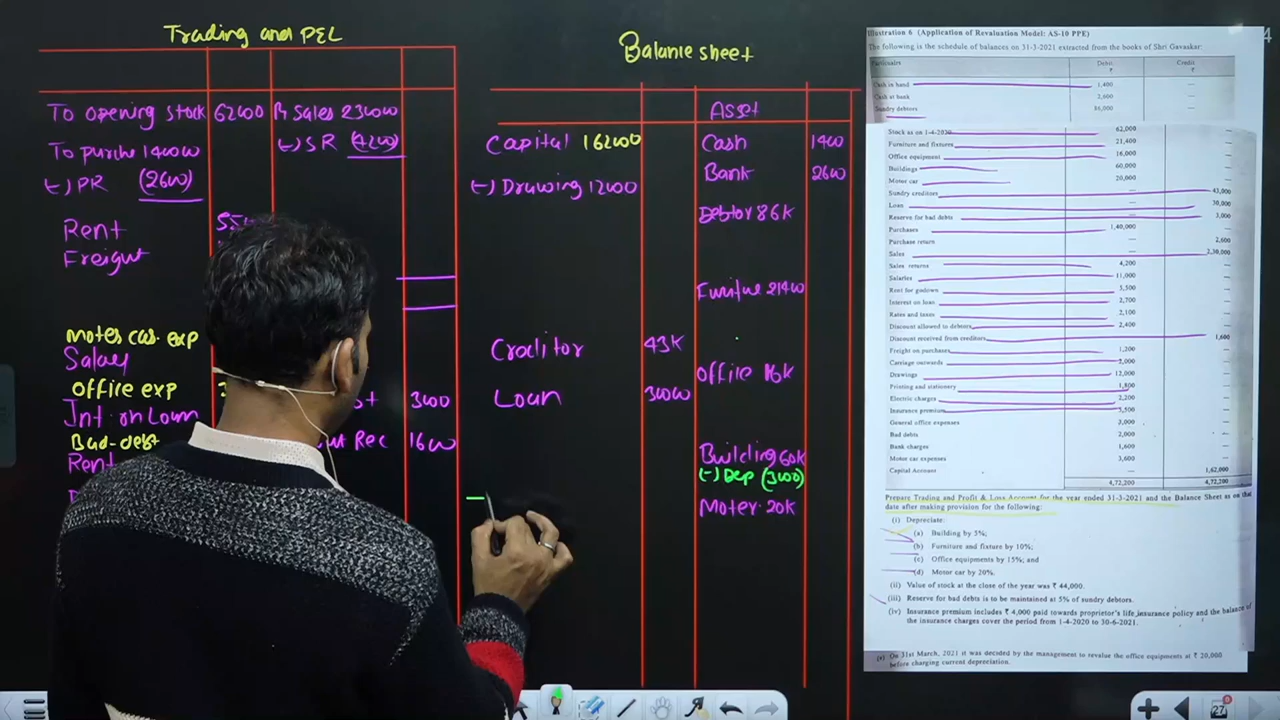 Trading and P&L
To opening stock 62000 By Sales 231000
(-) SR (4200)
To purche 140000
(-) PR (2600)
Rent 55
Freight
Moter car exp
Salay
Office exp
Int. on Loan 3400
Bad-debt Rec 1600
Rent
Balance sheet
Asset
Capital 162000 Cash 1400
(-) Drawing 12000 Bank 2600
Debtor 86k
Furniture 21400
Creditor 43k
Office 16k
Loan 30000
Building 60k
(-) Dep (3000)
Moter 20k
Illustration 6 (Application of Revaluation Model: AS-10 PPE)
The following is the schedule of balances on 31-3-2021 extracted from the books of Shri Gavaskar:
Particulars Debit Credit
₹ ₹
Cash in hand 1,400 —
Cash at bank 2,600 —
Sundry debtors 86,000 —
Stock as on 1-4-2020 62,000 —
Furniture and fixtures 21,400 —
Office equipment 16,000 —
Buildings 60,000 —
Motor car 20,000 —
Sundry creditors — 43,000
Loan — 30,000
Reserve for bad debts — 3,000
Purchases 1,40,000 —
Purchase return — 2,600
Sales — 2,30,000
Sales returns 4,200 —
Salaries 11,000 —
Rent for godown 5,500 —
Interest on loan 2,700 —
Rates and taxes 2,100 —
Discount allowed to debtors 2,400 —
Discount received from creditors — 1,600
Freight on purchases 1,200 —
Carriage outwards 2,000 —
Drawings 12,000 —
Printing and stationery 1,800 —
Electric charges 2,200 —
Insurance premium 5,500 —
General office expenses 3,000 —
Bad debts 2,000 —
Bank charges 1,600 —
Motor car expenses 3,600 —
Capital Account — 1,62,000
4,72,200 4,72,200
Prepare Trading and Profit & Loss Account for the year ended 31-3-2021 and the Balance Sheet as on
that date after making provision for the following:
(i) Depreciate:
(a) Building by 5%;
(b) Furniture and fixture by 10%;
(c) Office equipments by 15%; and
(d) Motor car by 20%.
(ii) Value of stock at the close of the year was ₹ 44,000.
(iii) Reserve for bad debts is to be maintained at 5% of sundry debtors.
(iv) Insurance premium includes ₹ 4,000 paid towards proprietor's life insurance policy and the balance of
the insurance charges cover the period from 1-4-2020 to 30-6-2021.
(v) On 31st March, 2021 it was decided by the management to revalue the office equipments at ₹ 20,000
before charging current depreciation.